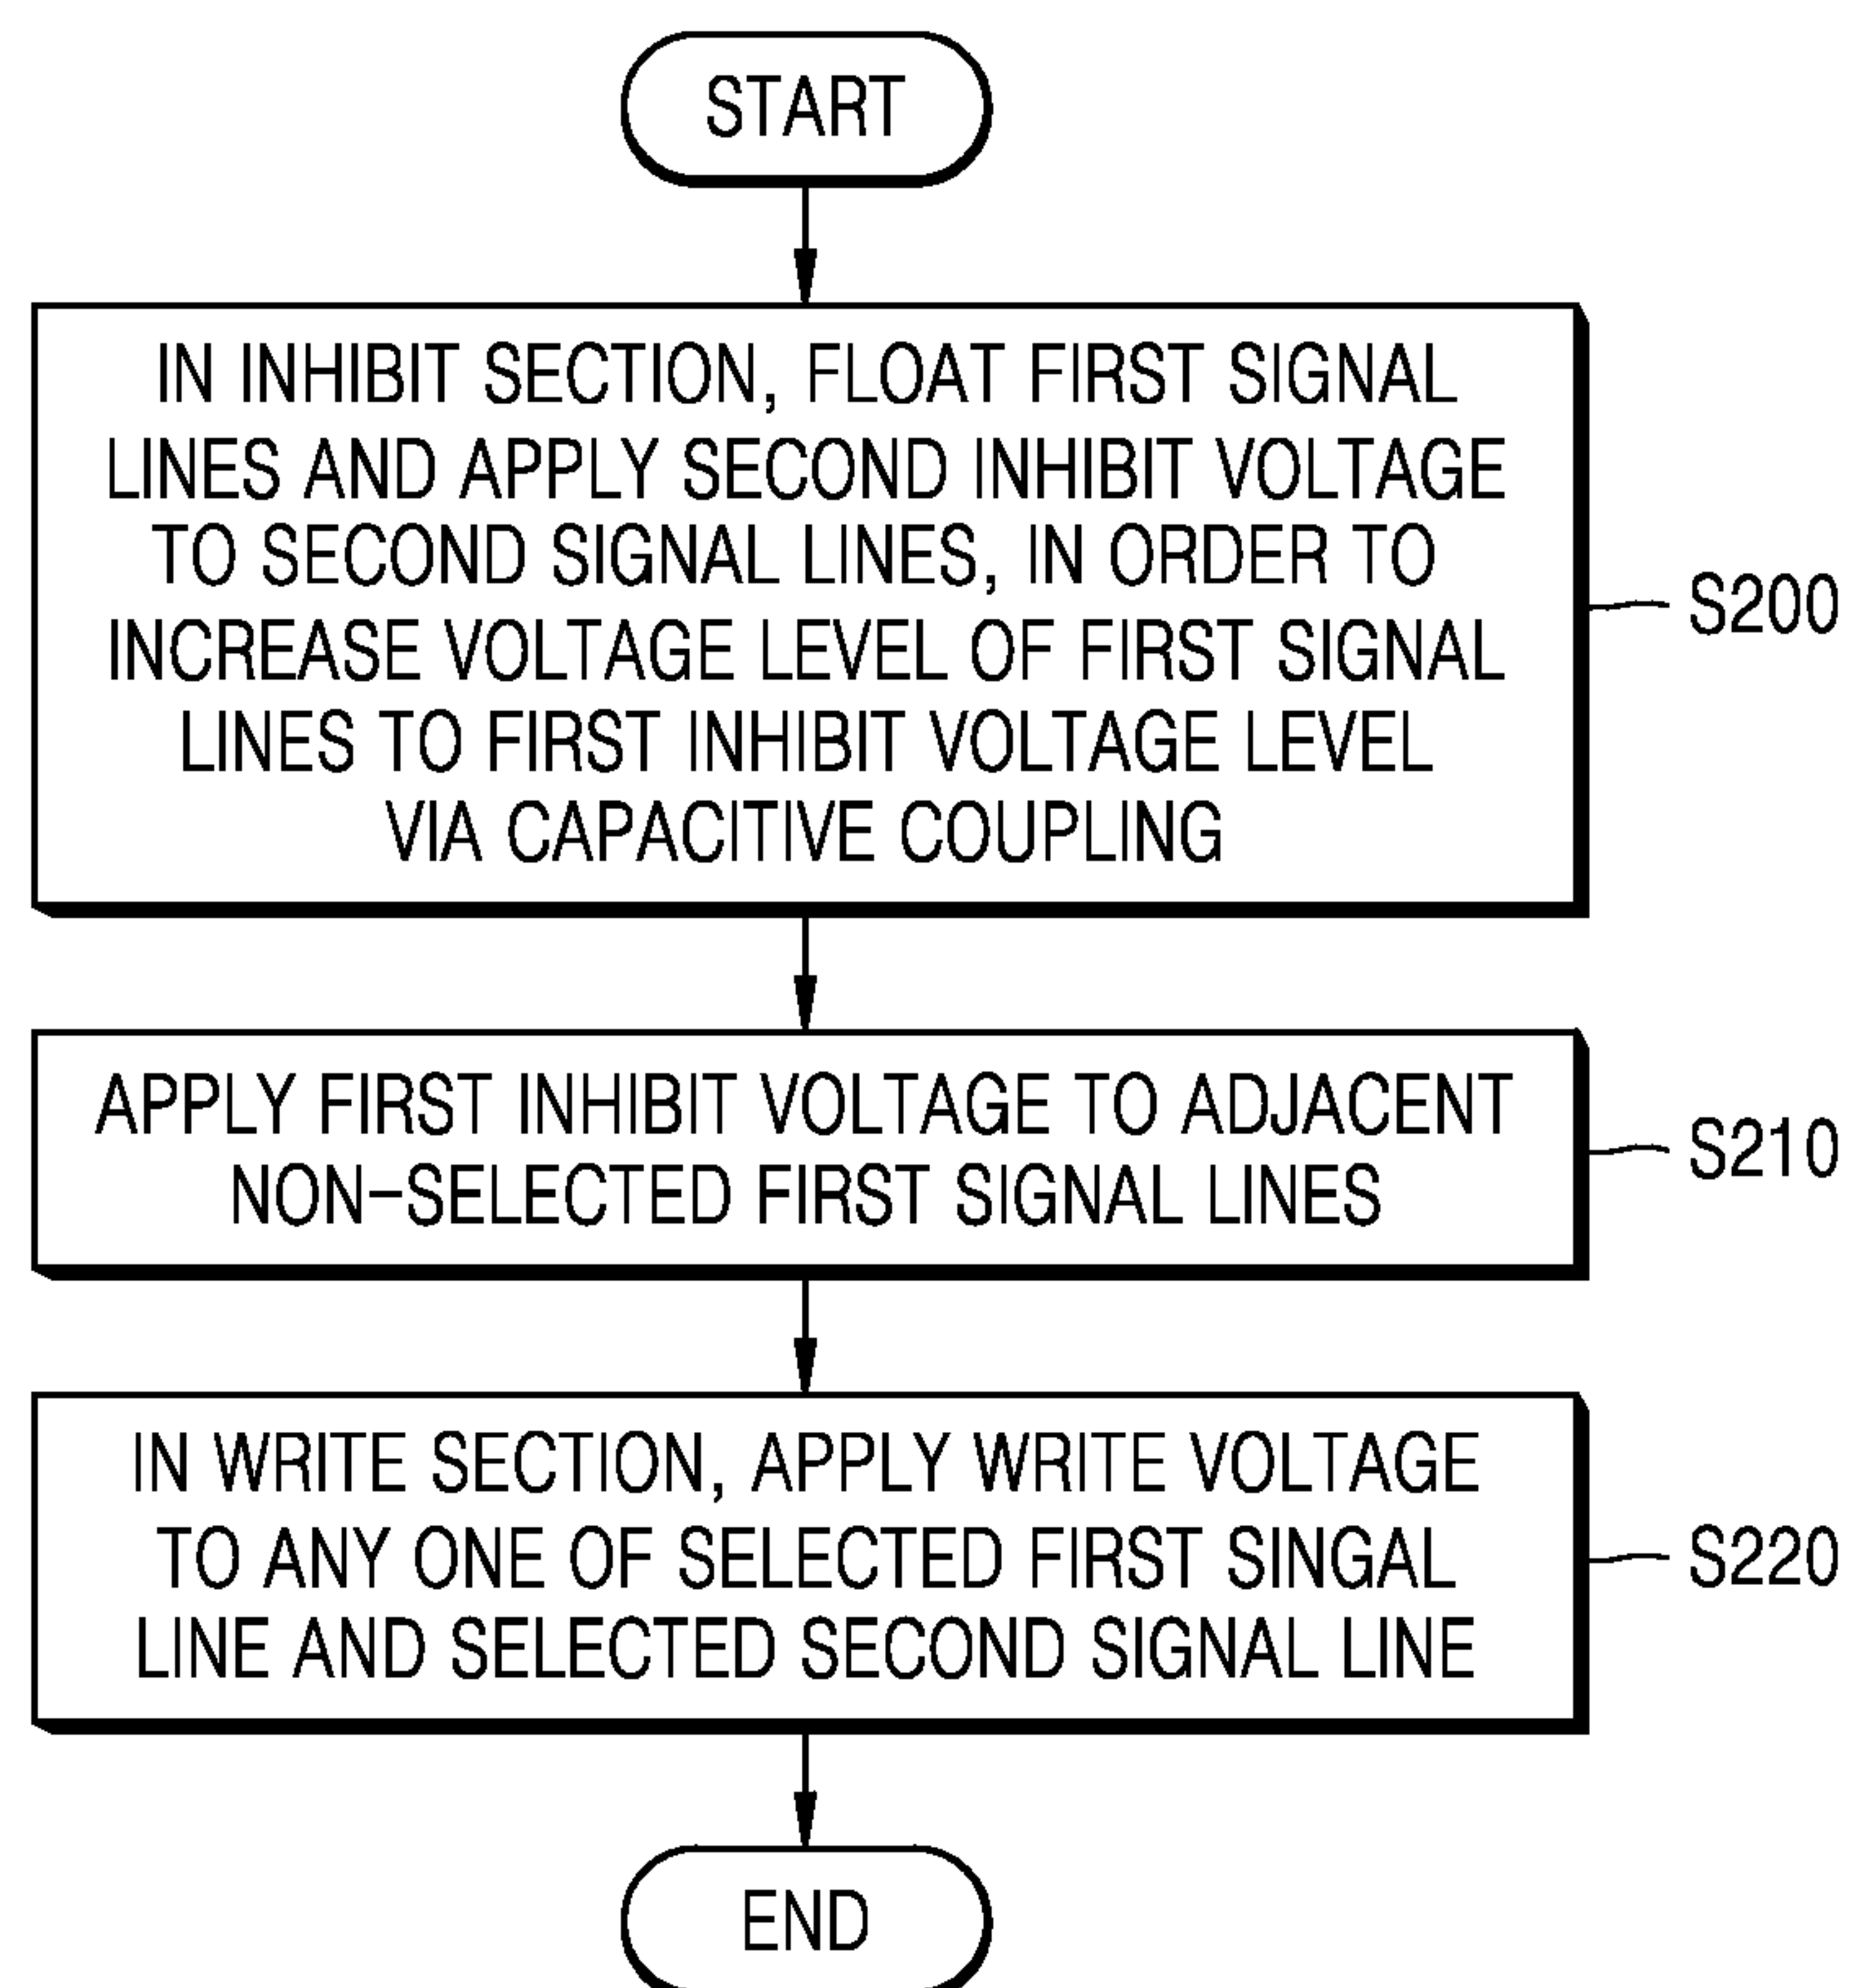 START
IN INHIBIT SECTION, FLOAT FIRST SIGNAL
LINES AND APPLY SECOND INHIBIT VOLTAGE
TO SECOND SIGNAL LINES, IN ORDER TO
INCREASE VOLTAGE LEVEL OF FIRST SIGNAL
LINES TO FIRST INHIBIT VOLTAGE LEVEL
VIA CAPACITIVE COUPLING
S200
APPLY FIRST INHIBIT VOLTAGE TO ADJACENT
NON-SELECTED FIRST SIGNAL LINES
S210
IN WRITE SECTION, APPLY WRITE VOLTAGE
TO ANY ONE OF SELECTED FIRST SINGAL
LINE AND SELECTED SECOND SIGNAL LINE
S220
END